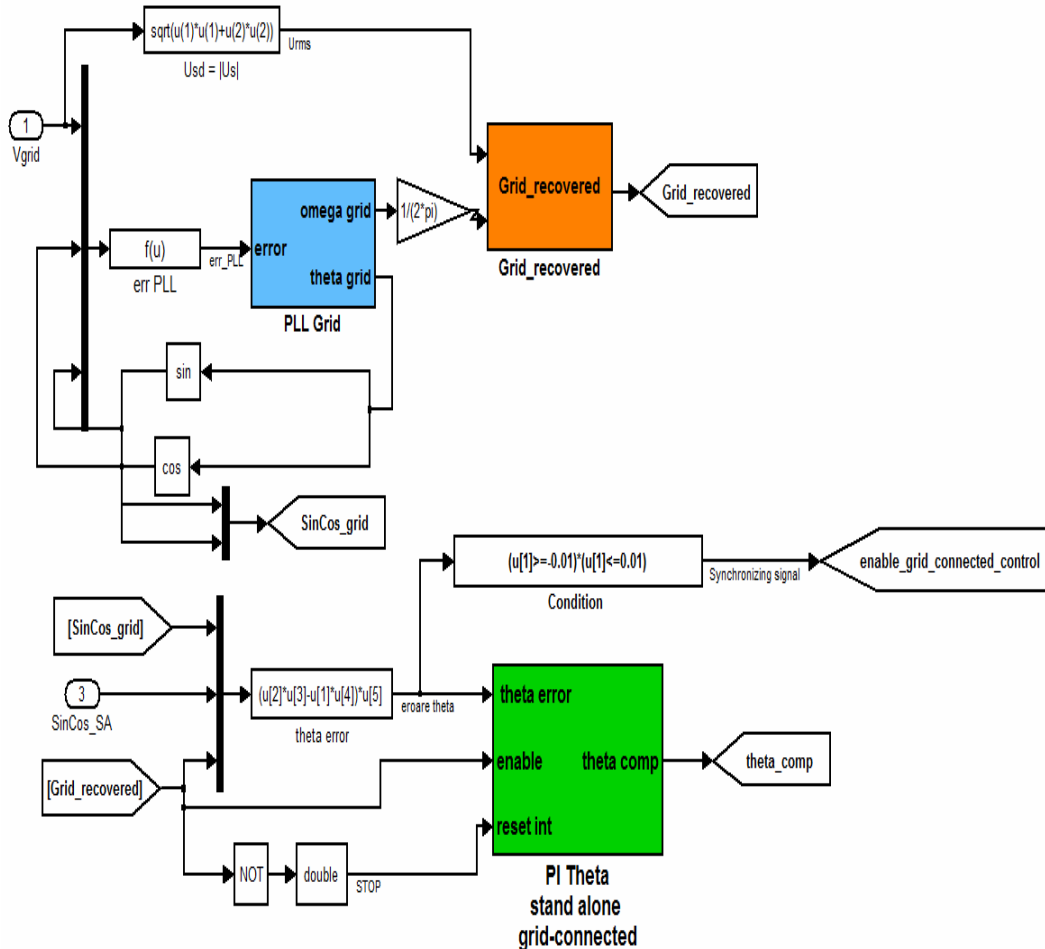 sqrt(u(1)*u(1)+u(2)*u(2))
Urms
Usd = |Us|
1
Vgrid
Grid_recovered
Grid_recovered
Grid_recovered
omega grid
1/(2*pi)
error
theta grid
PLL Grid
f(u)
err_PLL
err PLL
sin
cos
SinCos_grid
(u[1]>=-0.01)*(u[1]<=0.01)
Synchronizing signal
Condition
enable_grid_connected_control
[SinCos_grid]
3
SinCos_SA
(u[2]*u[3]-u[1]*u[4])*u[5]
eroare theta
theta error
[Grid_recovered]
theta error
enable
theta comp
reset int
theta_comp
NOT
double
STOP
PI Theta
stand alone
grid-connected